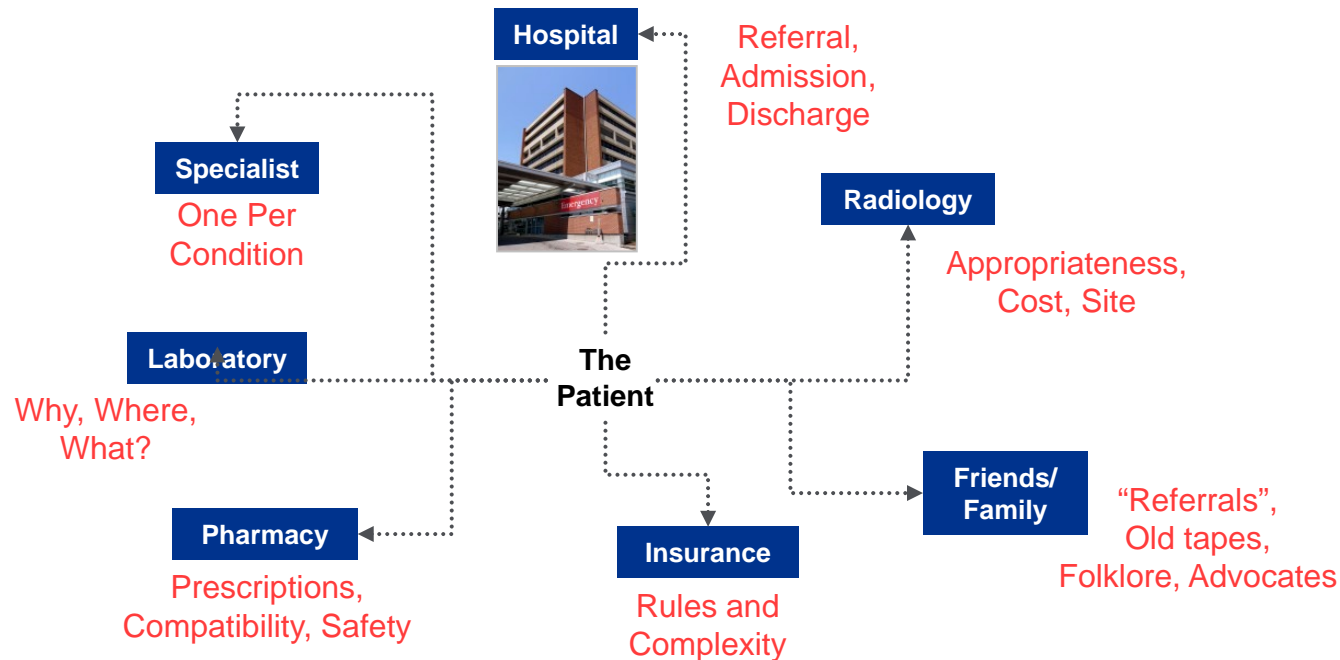 Hospital
Referral,
Admission,
Discharge
Emergency
Specialist
One Per
Condition
Radiology
Appropriateness,
Cost, Site
Laboratory
Why, Where,
What?
The
Patient
Friends/
Family
“Referrals”,
Old tapes,
Folklore, Advocates
Pharmacy
Prescriptions,
Compatibility, Safety
Insurance
Rules and
Complexity